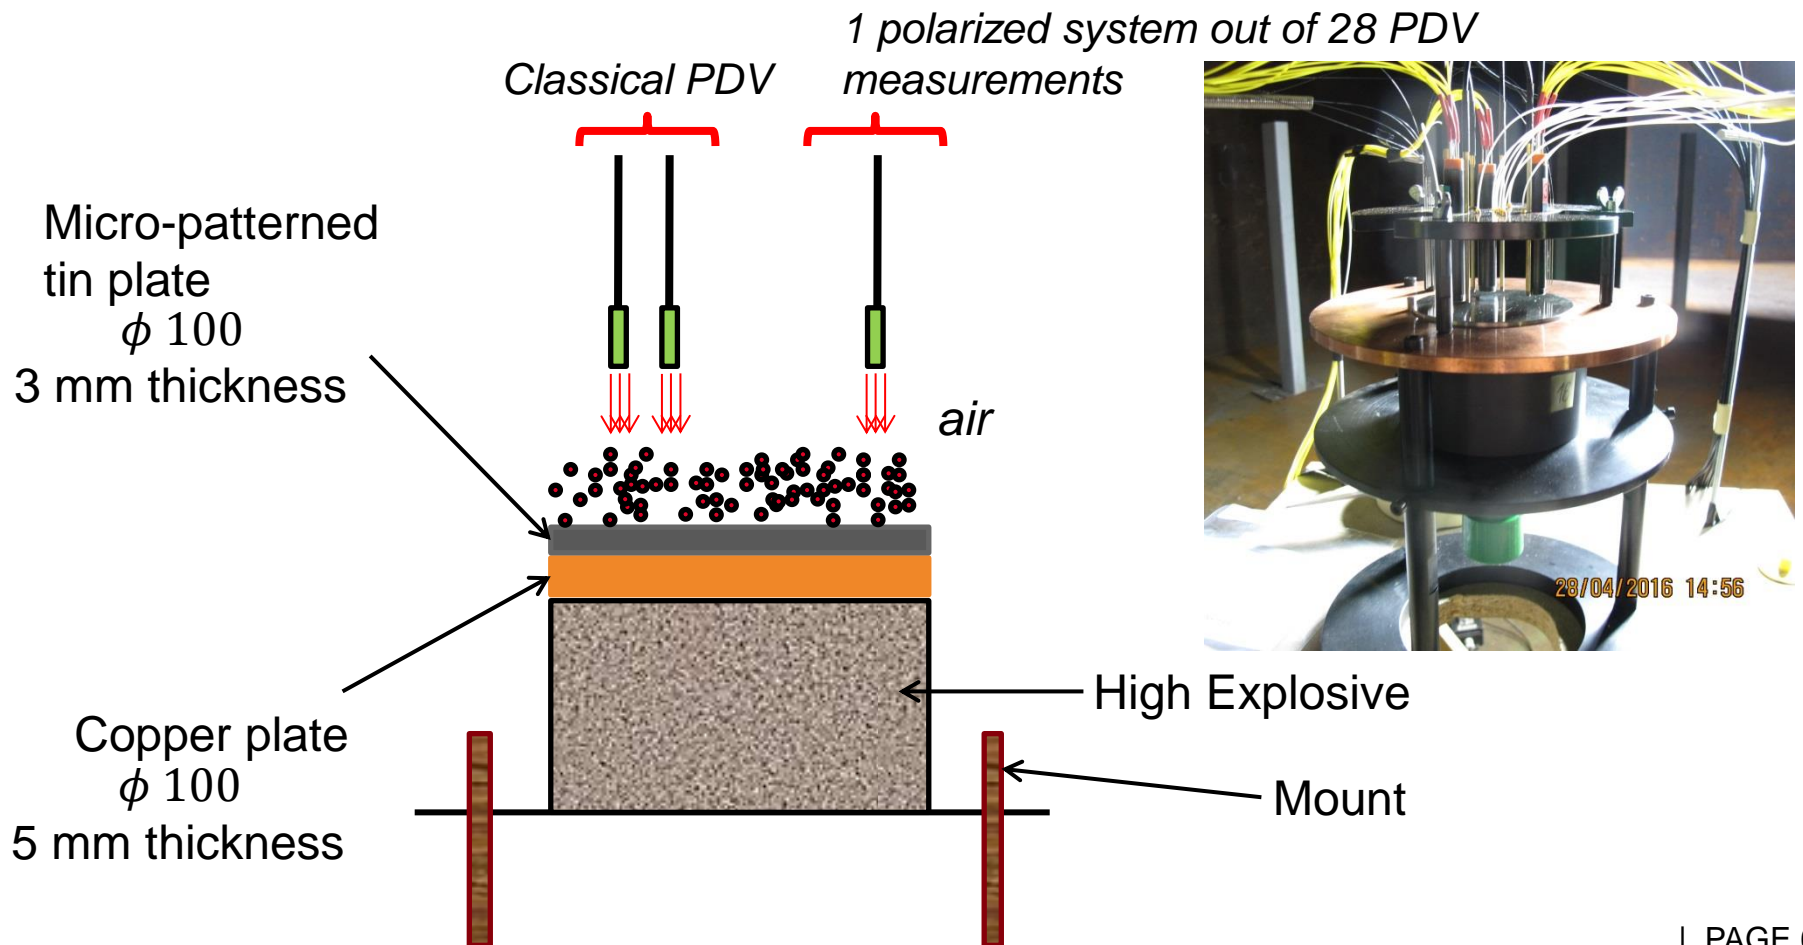 1 polarized system out of 28 PDV
measurements
Classical PDV
Micro-patterned
tin plate
ϕ 100
3 mm thickness
air
28/04/2016 14:56
High Explosive
Copper plate
ϕ 100
5 mm thickness
Mount
| PAGE